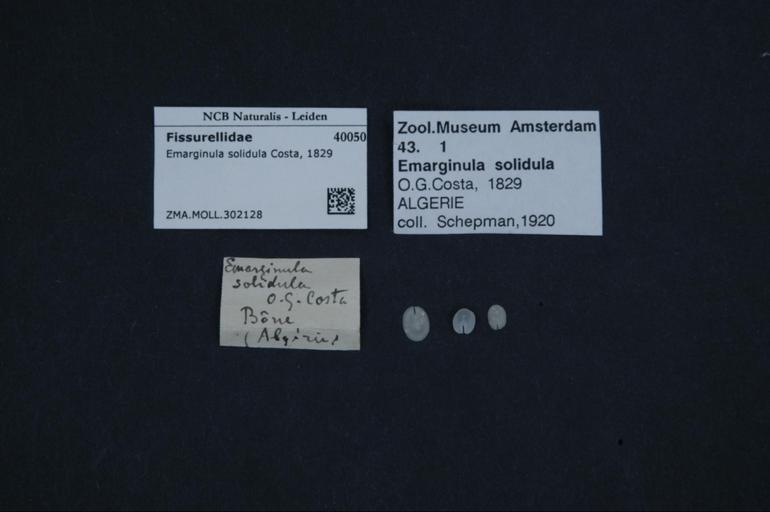 NCB Naturalis - Leiden
Fissurellidae 40050
Emarginula solidula Costa, 1829
ZMA.MOLL.302128
Zool.Museum Amsterdam
43. 1
Emarginula solidula
O.G.Costa, 1829
ALGERIE
coll. Schepman,1920
Emarginula
solidula
O.G. Costa
Bône
(Algérie)